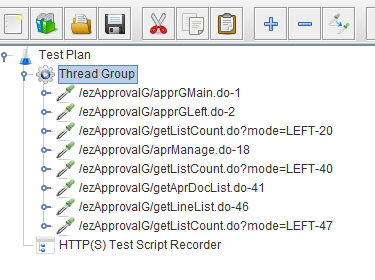 Test Plan
Thread Group
/ezApprovalG/apprGMain.do-1
/ezApprovalG/apprGLeft.do-2
/ezApprovalG/getListCount.do?mode=LEFT-20
/ezApprovalG/aprManage.do-18
/ezApprovalG/getListCount.do?mode=LEFT-40
/ezApprovalG/getAprDocList.do-41
/ezApprovalG/getLineList.do-46
/ezApprovalG/getListCount.do?mode=LEFT-47
HTTP(S) Test Script Recorder